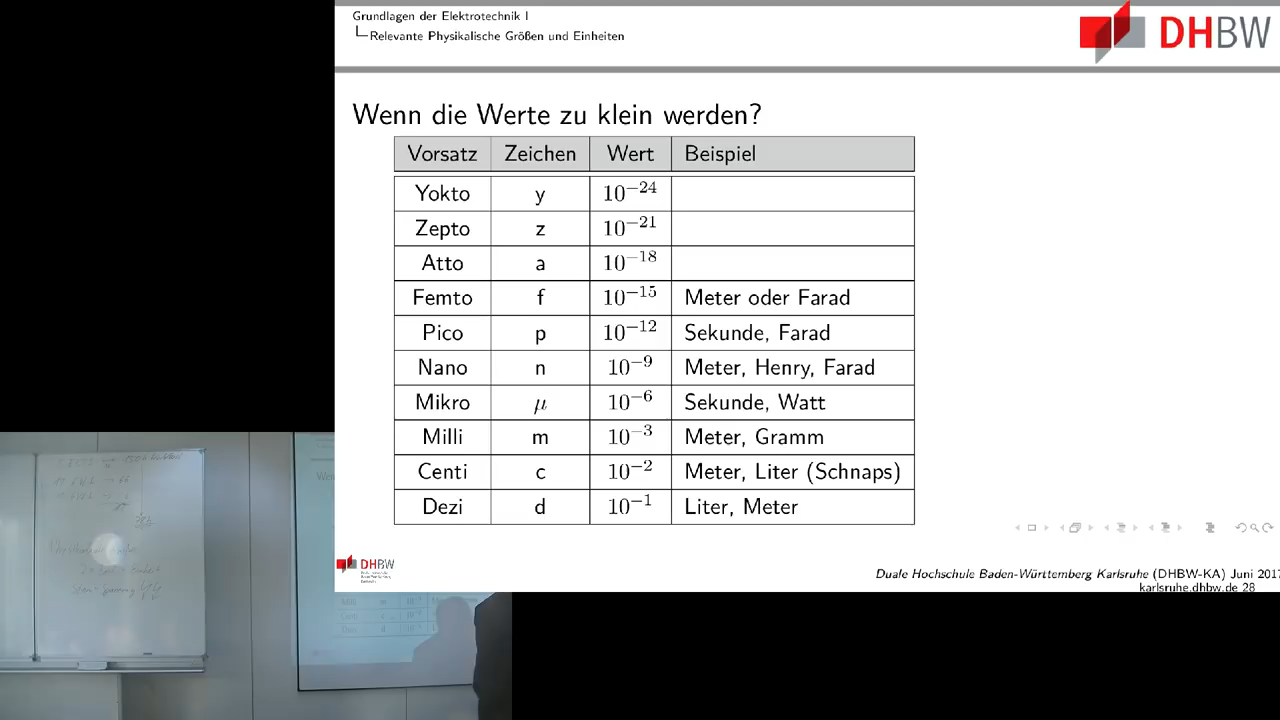 Grundlagen der Elektrotechnik I
Relevante Physikalische Größen und Einheiten
DHBW
Wenn die Werte zu klein werden?
Vorsatz Zeichen Wert Beispiel
Yokto y 10^−24
Zepto z 10^−21
Atto a 10^−18
Femto f 10^−15 Meter oder Farad
Pico p 10^−12 Sekunde, Farad
Nano n 10^−9 Meter, Henry, Farad
Mikro μ 10^−6 Sekunde, Watt
Milli m 10^−3 Meter, Gramm
Centi c 10^−2 Meter, Liter (Schnaps)
Dezi d 10^−1 Liter, Meter
DHBW
Duale Hochschule Baden-Württemberg Karlsruhe (DHBW-KA) Juni 2017
karlsruhe.dhbw.de 28